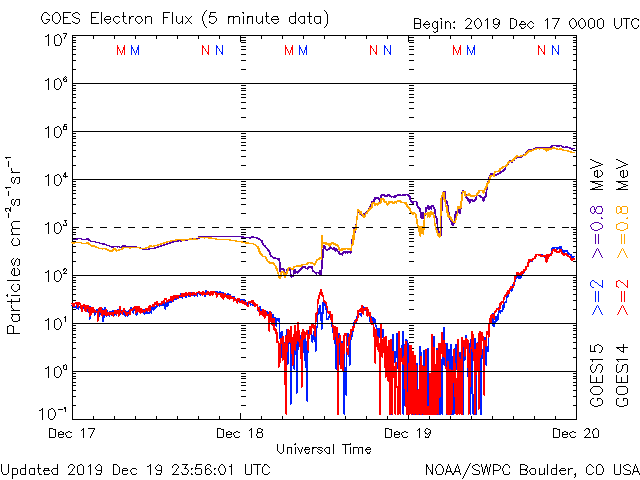 GOES Electron Flux (5 minute data)
Begin: 2019 Dec 17 0000 UTC
10⁷
M M N N M M N N M M N N
10⁶
10⁵
10⁴
10³
10²
10¹
10⁰
10⁻¹
Particles cm⁻²s⁻¹sr⁻¹
Dec 17 Dec 18 Dec 19 Dec 20
Universal Time
GOES15 >=2 >=0.8 MeV
GOES14 >=2 >=0.8 MeV
Updated 2019 Dec 19 23:56:01 UTC
NOAA/SWPC Boulder, CO USA